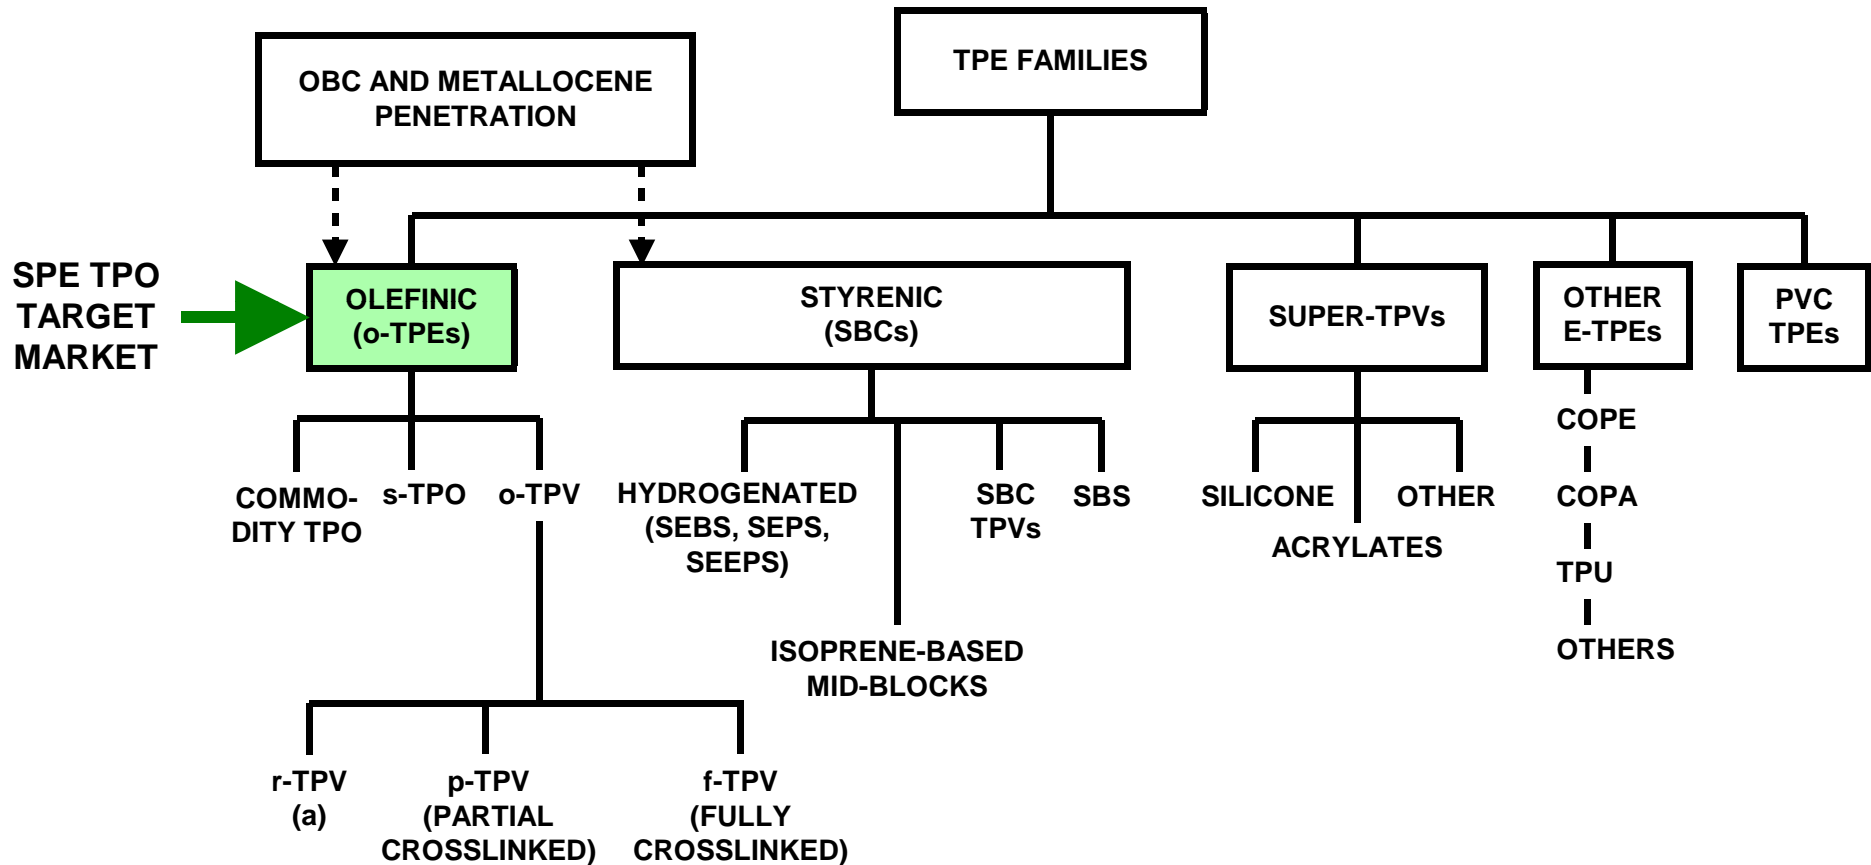 TPE FAMILIES
OBC AND METALLOCENE
PENETRATION
SPE TPO
TARGET
MARKET
OLEFINIC
(o-TPEs)
STYRENIC
(SBCs)
SUPER-TPVs
OTHER
E-TPEs
PVC
TPEs
COMMO-
DITY TPO
s-TPO
o-TPV
HYDROGENATED
(SEBS, SEPS,
SEEPS)
ISOPRENE-BASED
MID-BLOCKS
SBC
TPVs
SBS
SILICONE
ACRYLATES
OTHER
COPE
COPA
TPU
OTHERS
r-TPV
(a)
p-TPV
(PARTIAL
CROSSLINKED)
f-TPV
(FULLY
CROSSLINKED)